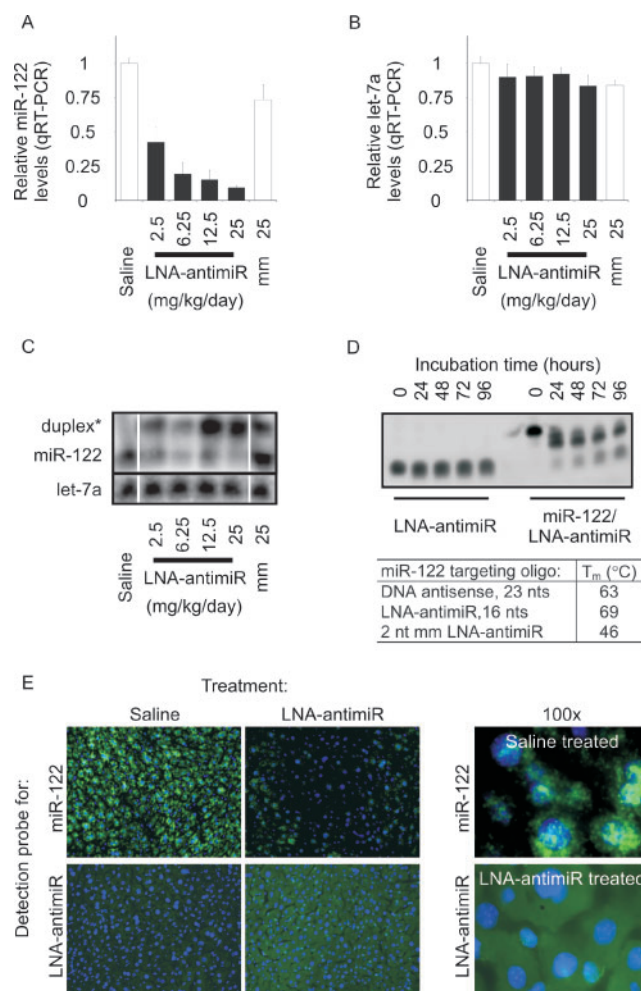 A
Relative miR-122
levels (qRT-PCR)
1
0.75
0.5
0.25
0
Saline
2.5
6.25
12.5
25
mm 25
LNA-antimiR
(mg/kg/day)
B
Relative let-7a
levels (qRT-PCR)
1
0.75
0.5
0.25
0
Saline
2.5
6.25
12.5
25
mm 25
LNA-antimiR
(mg/kg/day)
C
duplex*
miR-122
let-7a
Saline
2.5
6.25
12.5
25
mm 25
LNA-antimiR
(mg/kg/day)
D
Incubation time (hours)
0 24 48 72 96 0 24 48 72 96
LNA-antimiR
miR-122/
LNA-antimiR
miR-122 targeting oligo: Tm (°C)
DNA antisense, 23 nts 63
LNA-antimiR,16 nts 69
2 nt mm LNA-antimiR 46
E
Treatment:
Saline LNA-antimiR 100x
Detection probe for:
miR-122
LNA-antimiR
Saline treated
miR-122
LNA-antimiR treated
LNA-antimiR